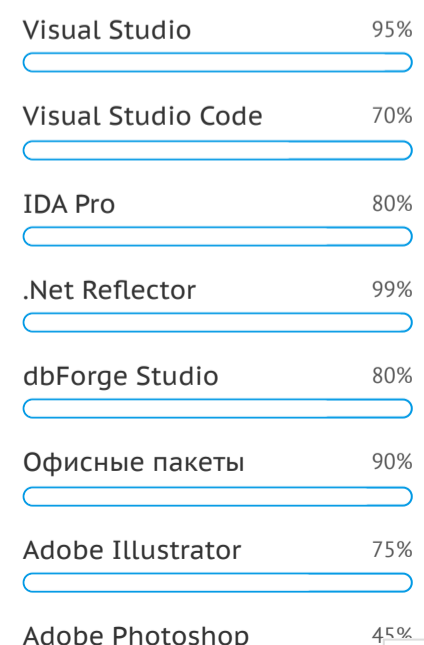 Visual Studio 95%
Visual Studio Code 70%
IDA Pro 80%
.Net Reflector 99%
dbForge Studio 80%
Офисные пакеты 90%
Adobe Illustrator 75%
Adobe Photoshop 45%